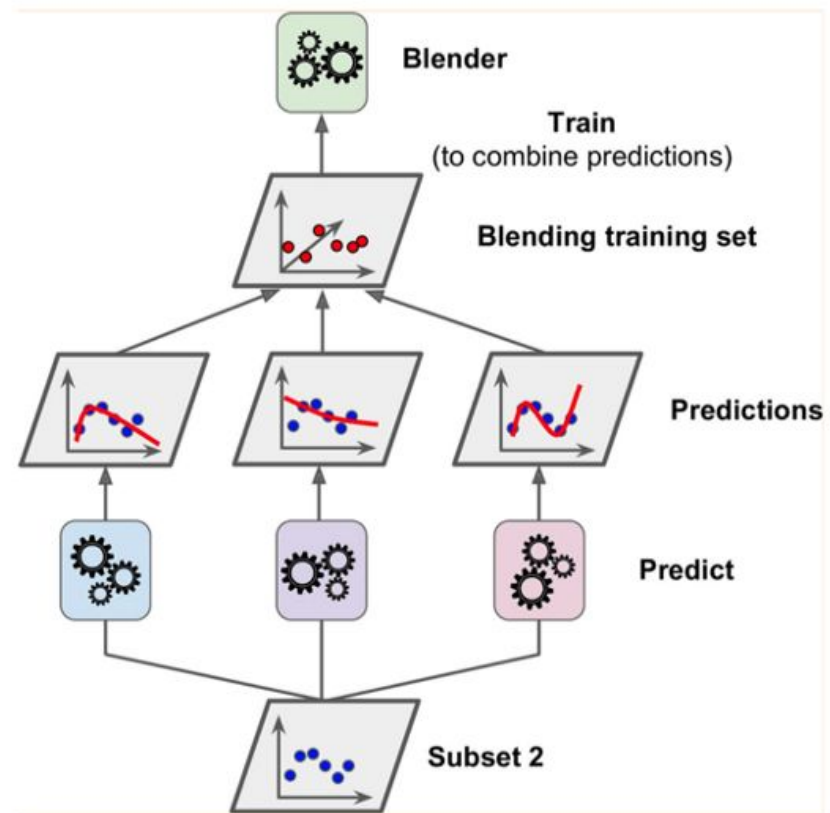 Blender
Train
(to combine predictions)
Blending training set
Predictions
Predict
Subset 2